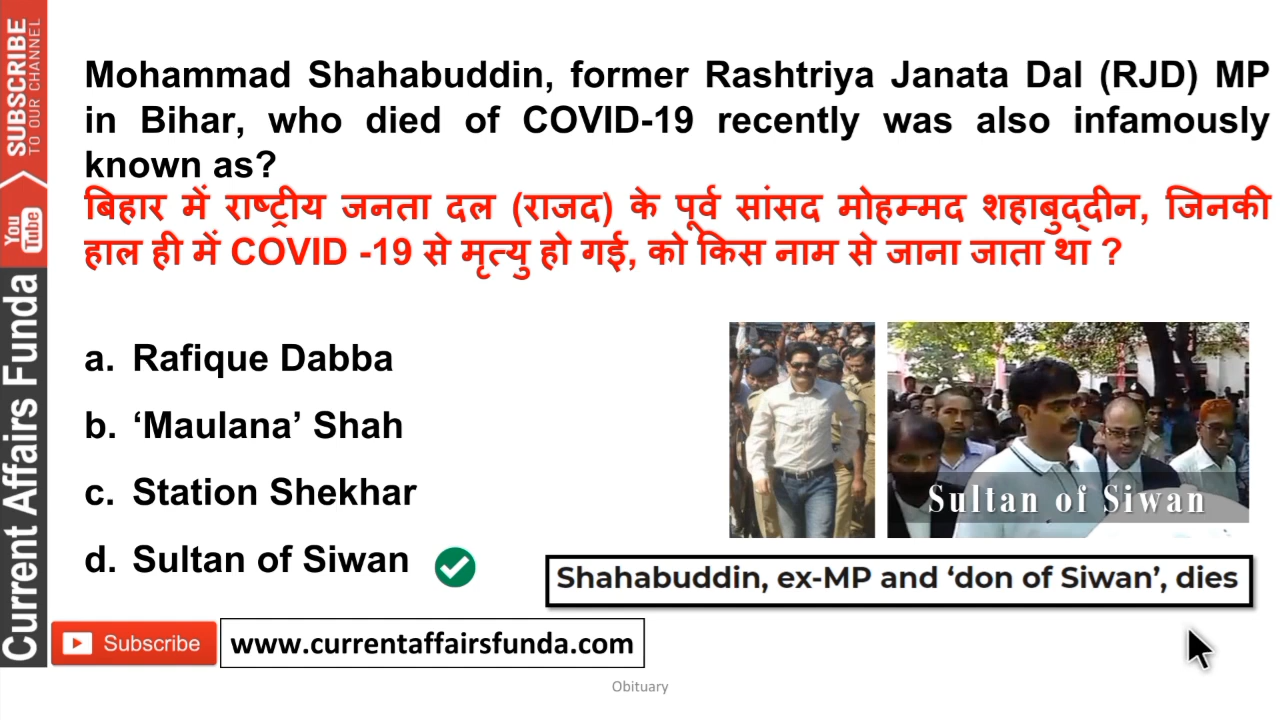 SUBSCRIBE
TO OUR CHANNEL
You
Tube
Current Affairs Funda
Mohammad Shahabuddin, former Rashtriya Janata Dal (RJD) MP
in Bihar, who died of COVID-19 recently was also infamously
known as?
बिहार में राष्ट्रीय जनता दल (राजद) के पूर्व सांसद मोहम्मद शहाबुद्दीन, जिनकी
हाल ही में COVID -19 से मृत्यु हो गई, को किस नाम से जाना जाता था ?
a. Rafique Dabba
b. ‘Maulana’ Shah
c. Station Shekhar
d. Sultan of Siwan
Sultan of Siwan
Shahabuddin, ex-MP and ‘don of Siwan’, dies
Subscribe
www.currentaffairsfunda.com
Obituary